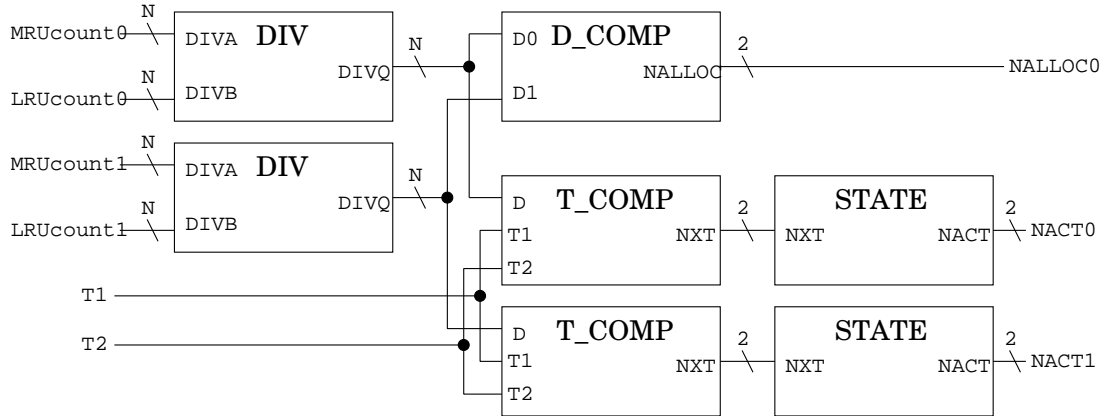 MRUcount0 N DIVA DIV DIVQ N D0 D_COMP NALLOC 2 NALLOC0
LRUcount0 N DIVB D1
MRUcount1 N DIVA DIV DIVQ N
LRUcount1 N DIVB
D T_COMP NXT 2 STATE NXT NACT 2 NACT0
T1
T2
T1
D T_COMP NXT 2 STATE NXT NACT 2 NACT1
T2
T1
T2